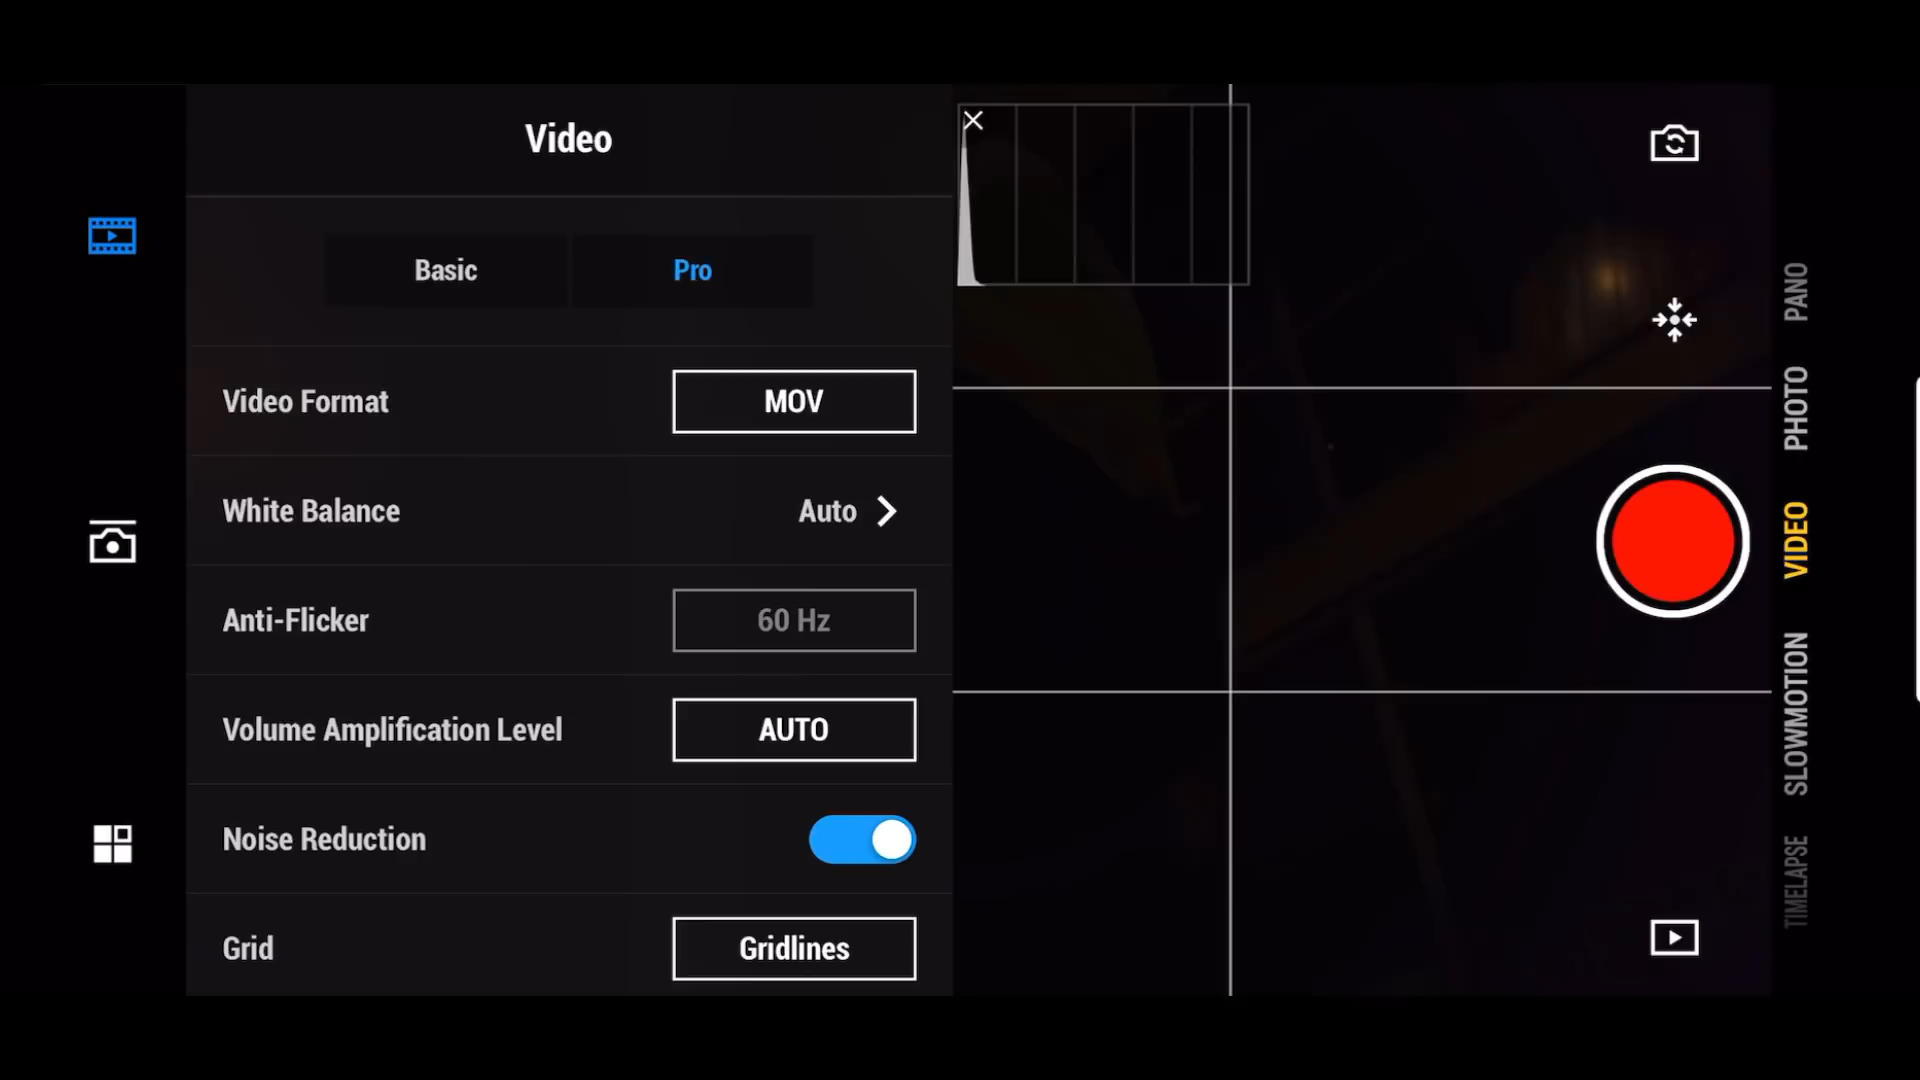 Video
Basic
Pro
Video Format
MOV
White Balance
Auto
Anti-Flicker
60 Hz
Volume Amplification Level
AUTO
Noise Reduction
Grid
Gridlines
PANO
PHOTO
VIDEO
SLOWMOTION
TIMELAPSE